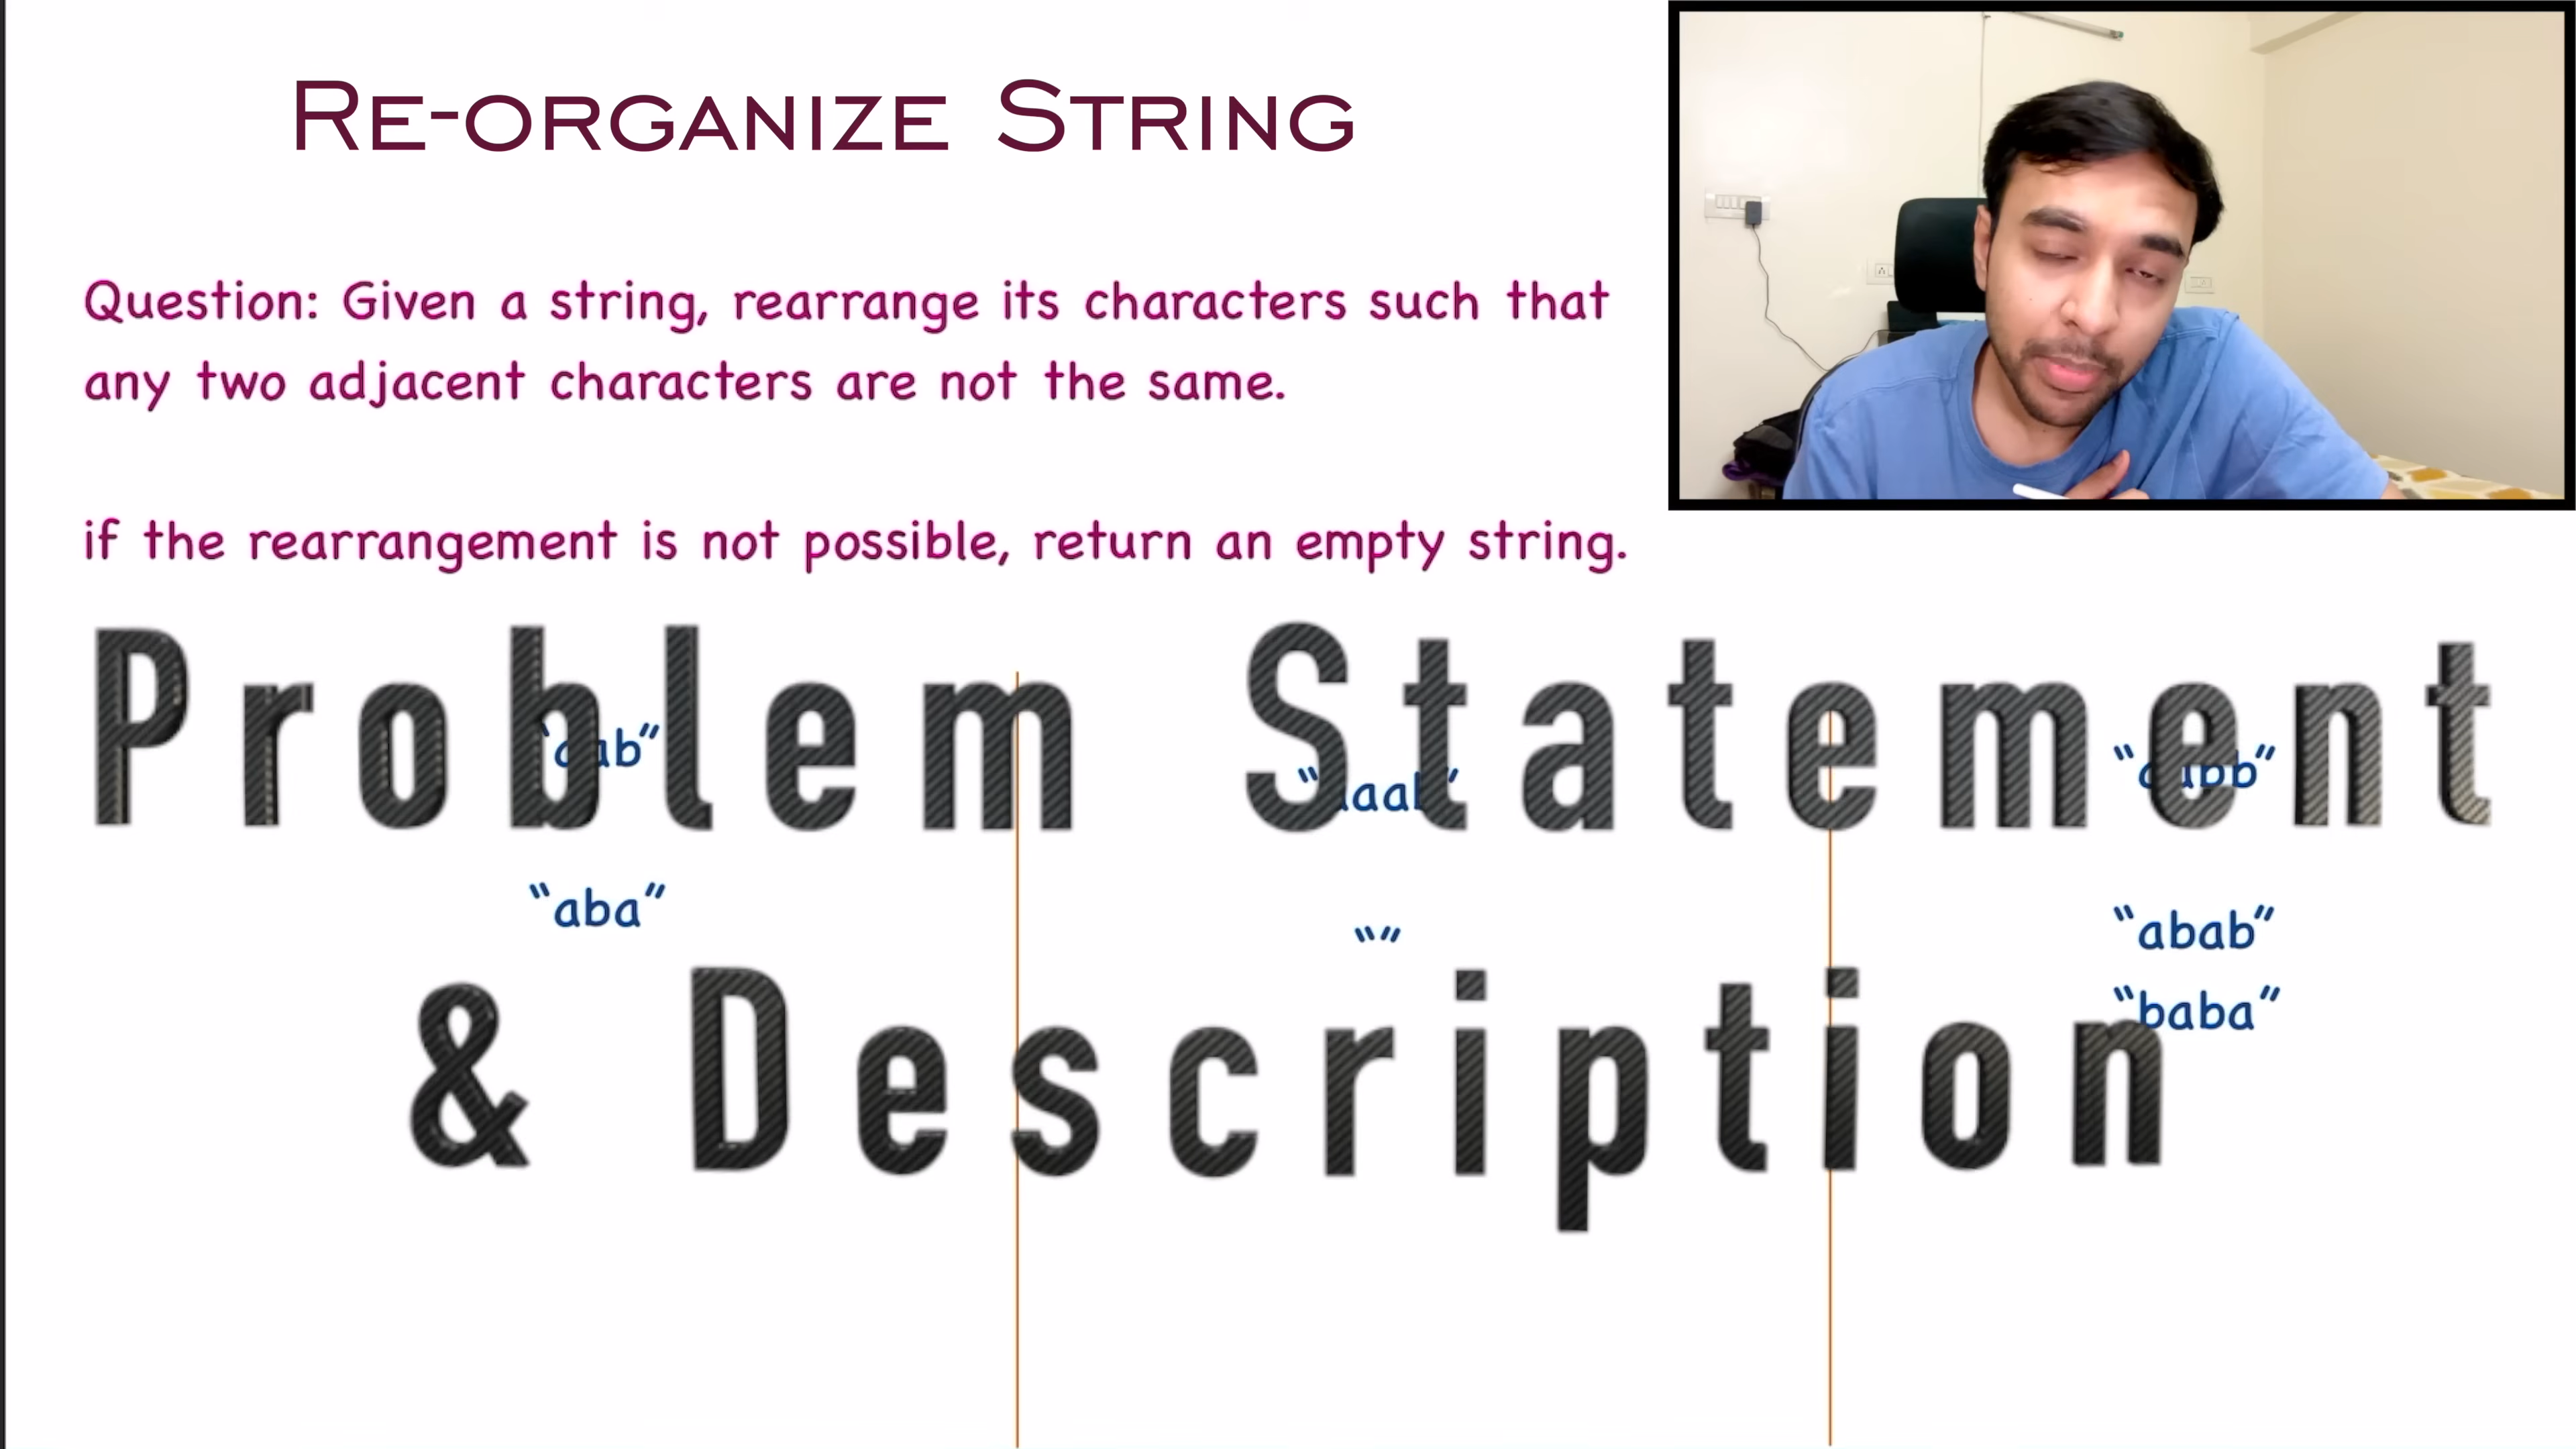 RE-ORGANIZE STRING
Question: Given a string, rearrange its characters such that
any two adjacent characters are not the same.
if the rearrangement is not possible, return an empty string.
Problem Statement
“aba”
“”
“abab”
& Description
“baba”